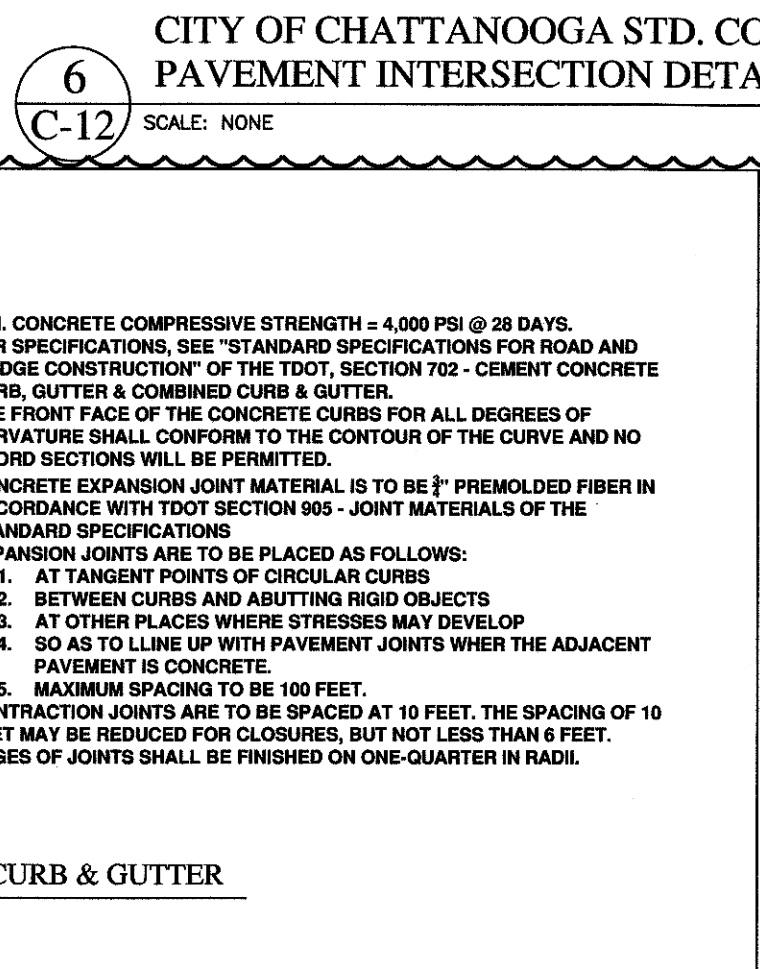 CITY OF CHATTANOOGA STD. CO
6
PAVEMENT INTERSECTION DETA
C-12
SCALE: NONE
. CONCRETE COMPRESSIVE STRENGTH = 4,000 PSI @ 28 DAYS.
R SPECIFICATIONS, SEE "STANDARD SPECIFICATIONS FOR ROAD AND
DGE CONSTRUCTION" OF THE TDOT, SECTION 702 - CEMENT CONCRETE
RB, GUTTER & COMBINED CURB & GUTTER.
E FRONT FACE OF THE CONCRETE CURBS FOR ALL DEGREES OF
RVATURE SHALL CONFORM TO THE CONTOUR OF THE CURVE AND NO
ORD SECTIONS WILL BE PERMITTED.
NCRETE EXPANSION JOINT MATERIAL IS TO BE ¾" PREMOLDED FIBER IN
CORDANCE WITH TDOT SECTION 905 - JOINT MATERIALS OF THE
ANDARD SPECIFICATIONS
PANSION JOINTS ARE TO BE PLACED AS FOLLOWS:
1. AT TANGENT POINTS OF CIRCULAR CURBS
2. BETWEEN CURBS AND ABUTTING RIGID OBJECTS
3. AT OTHER PLACES WHERE STRESSES MAY DEVELOP
4. SO AS TO LLINE UP WITH PAVEMENT JOINTS WHER THE ADJACENT
PAVEMENT IS CONCRETE.
5. MAXIMUM SPACING TO BE 100 FEET.
NTRACTION JOINTS ARE TO BE SPACED AT 10 FEET. THE SPACING OF 10
ET MAY BE REDUCED FOR CLOSURES, BUT NOT LESS THAN 6 FEET.
GES OF JOINTS SHALL BE FINISHED ON ONE-QUARTER IN RADII.
CURB & GUTTER